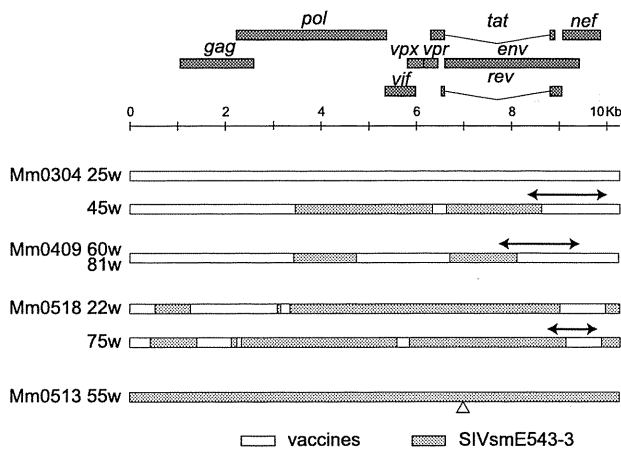 tat
nef
pol
vpx vpr
env
gag
vif
rev
0 2 4 6 8 10Kb
Mm0304 25w
45w
Mm0409 60w
81w
Mm0518 22w
75w
Mm0513 55w
vaccines
SIVsmE543-3